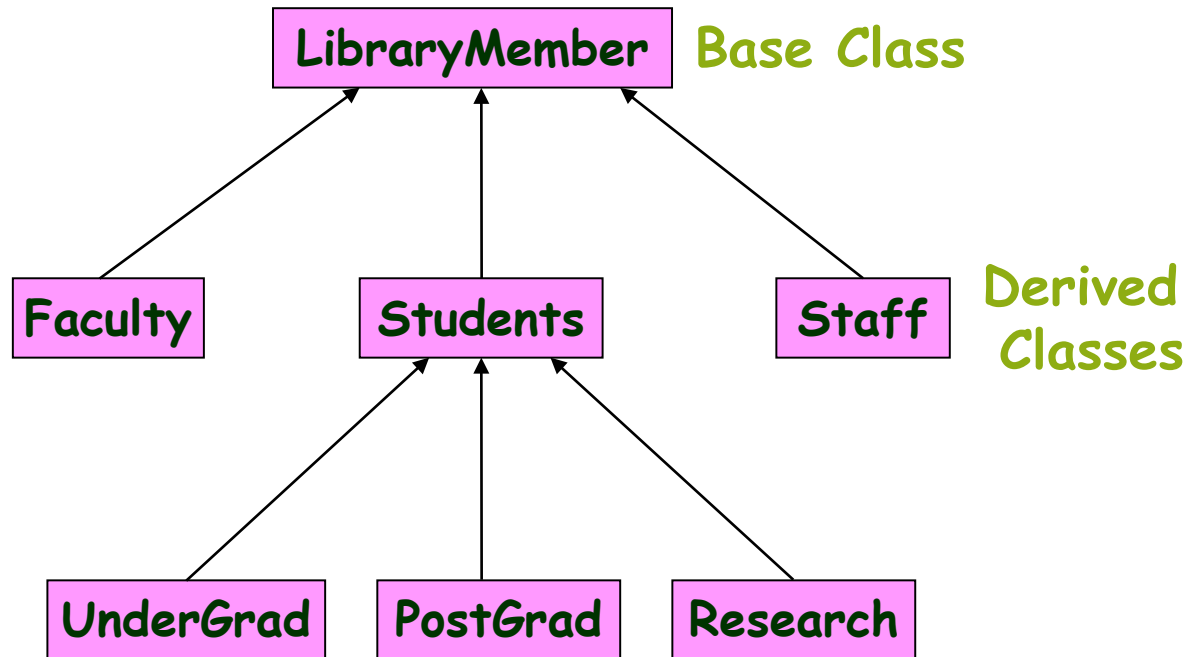 LibraryMember Base Class
Faculty Students Staff Derived
Classes
UnderGrad PostGrad Research